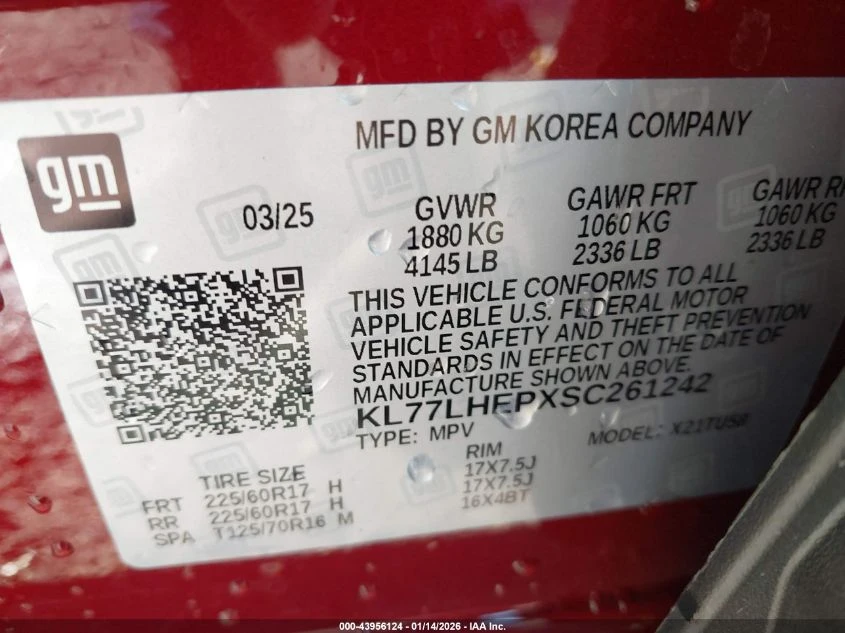 gm
MFD BY GM KOREA COMPANY
03/25
GVWR GAWR FRT GAWR
1880 KG 1060 KG 1060 KG
4145 LB 2336 LB 2336 LB
THIS VEHICLE CONFORMS TO ALL
APPLICABLE U.S. FEDERAL MOTOR
VEHICLE SAFETY AND THEFT PREVENTION
STANDARDS IN EFFECT ON THE DATE OF
MANUFACTURE SHOWN ABOVE.
KL77LHEPXSC261242
TYPE: MPV MODEL: X21TU58
TIRE SIZE RIM
FRT 225/60R17 H 17X7.5J
RR 225/60R17 H 17X7.5J
SPA T125/70R16 M 16X4BT
000-43956124 - 01/14/2026 - IAA Inc.